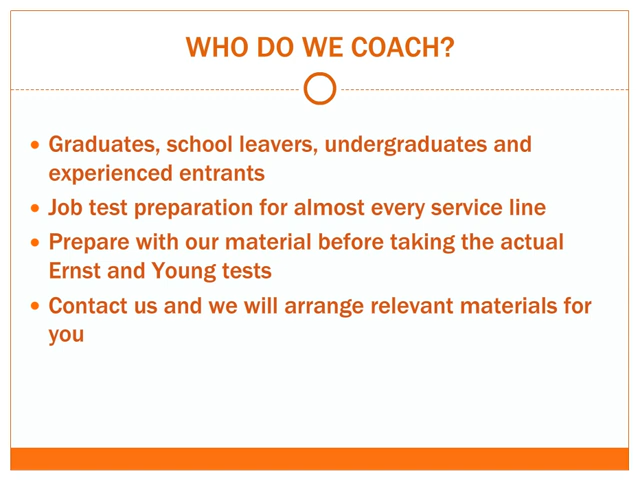 WHO DO WE COACH?
• Graduates, school leavers, undergraduates and
experienced entrants
• Job test preparation for almost every service line
• Prepare with our material before taking the actual
Ernst and Young tests
• Contact us and we will arrange relevant materials for
you